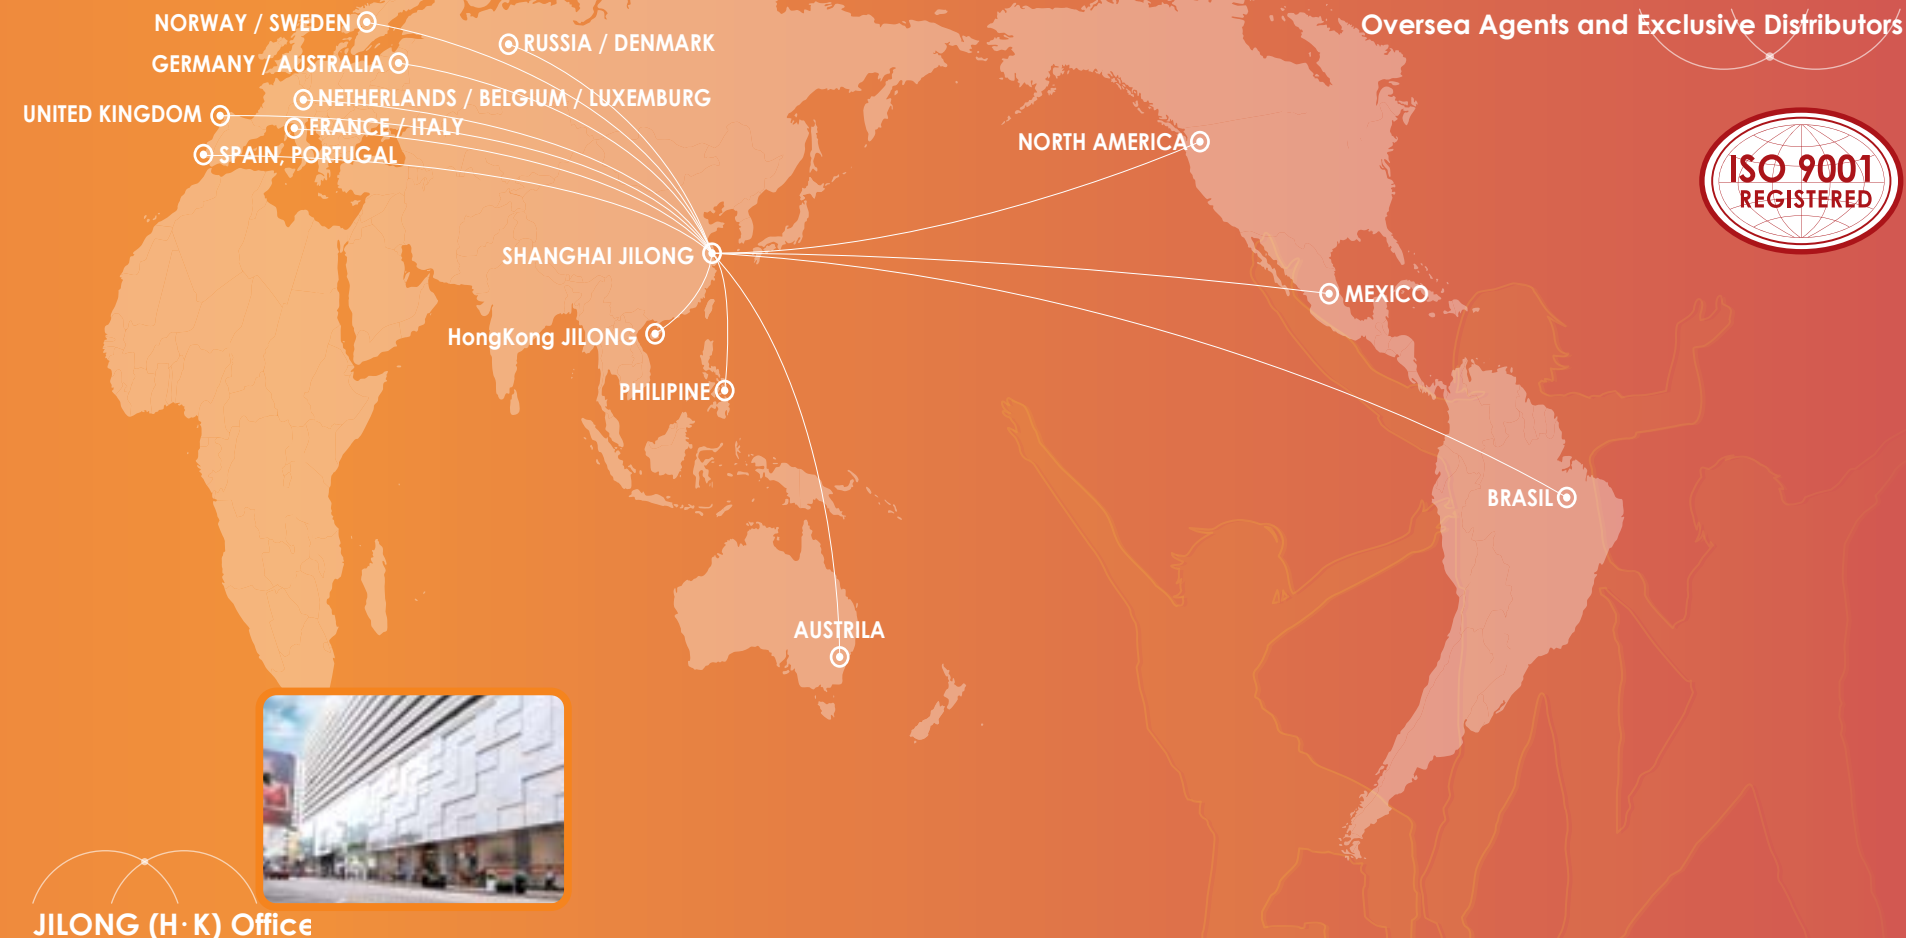 NORWAY / SWEDEN
Oversea Agents and Exclusive Distributors
RUSSIA / DENMARK
GERMANY / AUSTRALIA
NETHERLANDS / BELGIUM / LUXEMBURG
UNITED KINGDOM
FRANCE / ITALY
SPAIN, PORTUGAL
NORTH AMERICA
ISO 9001
REGISTERED
SHANGHAI JILONG
MEXICO
HongKong JILONG
PHILIPINE
BRASIL
AUSTRILA
JILONG (H·K) Office